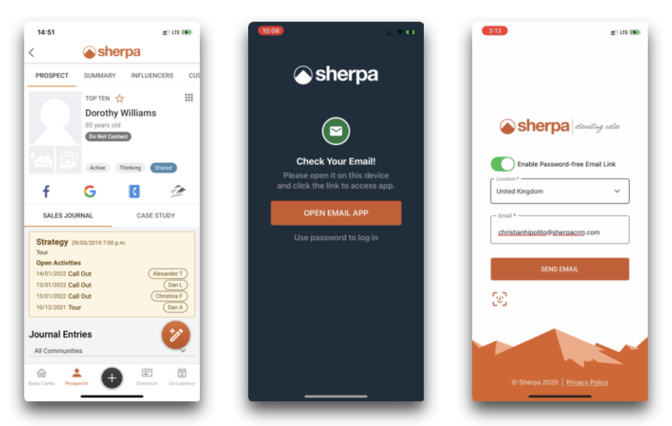 14:51
LTE
sherpa
PROSPECT SUMMARY INFLUENCERS CUS
TOP TEN
Dorothy Williams
85 years old
Do Not Contact
Active Thinking Shared
SALES JOURNAL CASE STUDY
Strategy 29/03/2019 7:00 p.m.
Tour
Open Activities
14/01/2022 Call Out Alexander T
13/01/2022 Call Out Dan L
13/01/2022 Call Out Christina F
10/12/2021 Tour Dan A
Journal Entries
All Communities
Base Camp Prospects Outreach Occupancy
10:08
sherpa
Check Your Email!
Please open it on this device
and click the link to access app.
OPEN EMAIL APP
Use password to log in
3:13
LTE
sherpa | elevating sales
Enable Password-free Email Link
Location *
United Kingdom
Email *
christianhipolito@sherpacrm.com
SEND EMAIL
© Sherpa 2020 | Privacy Policy